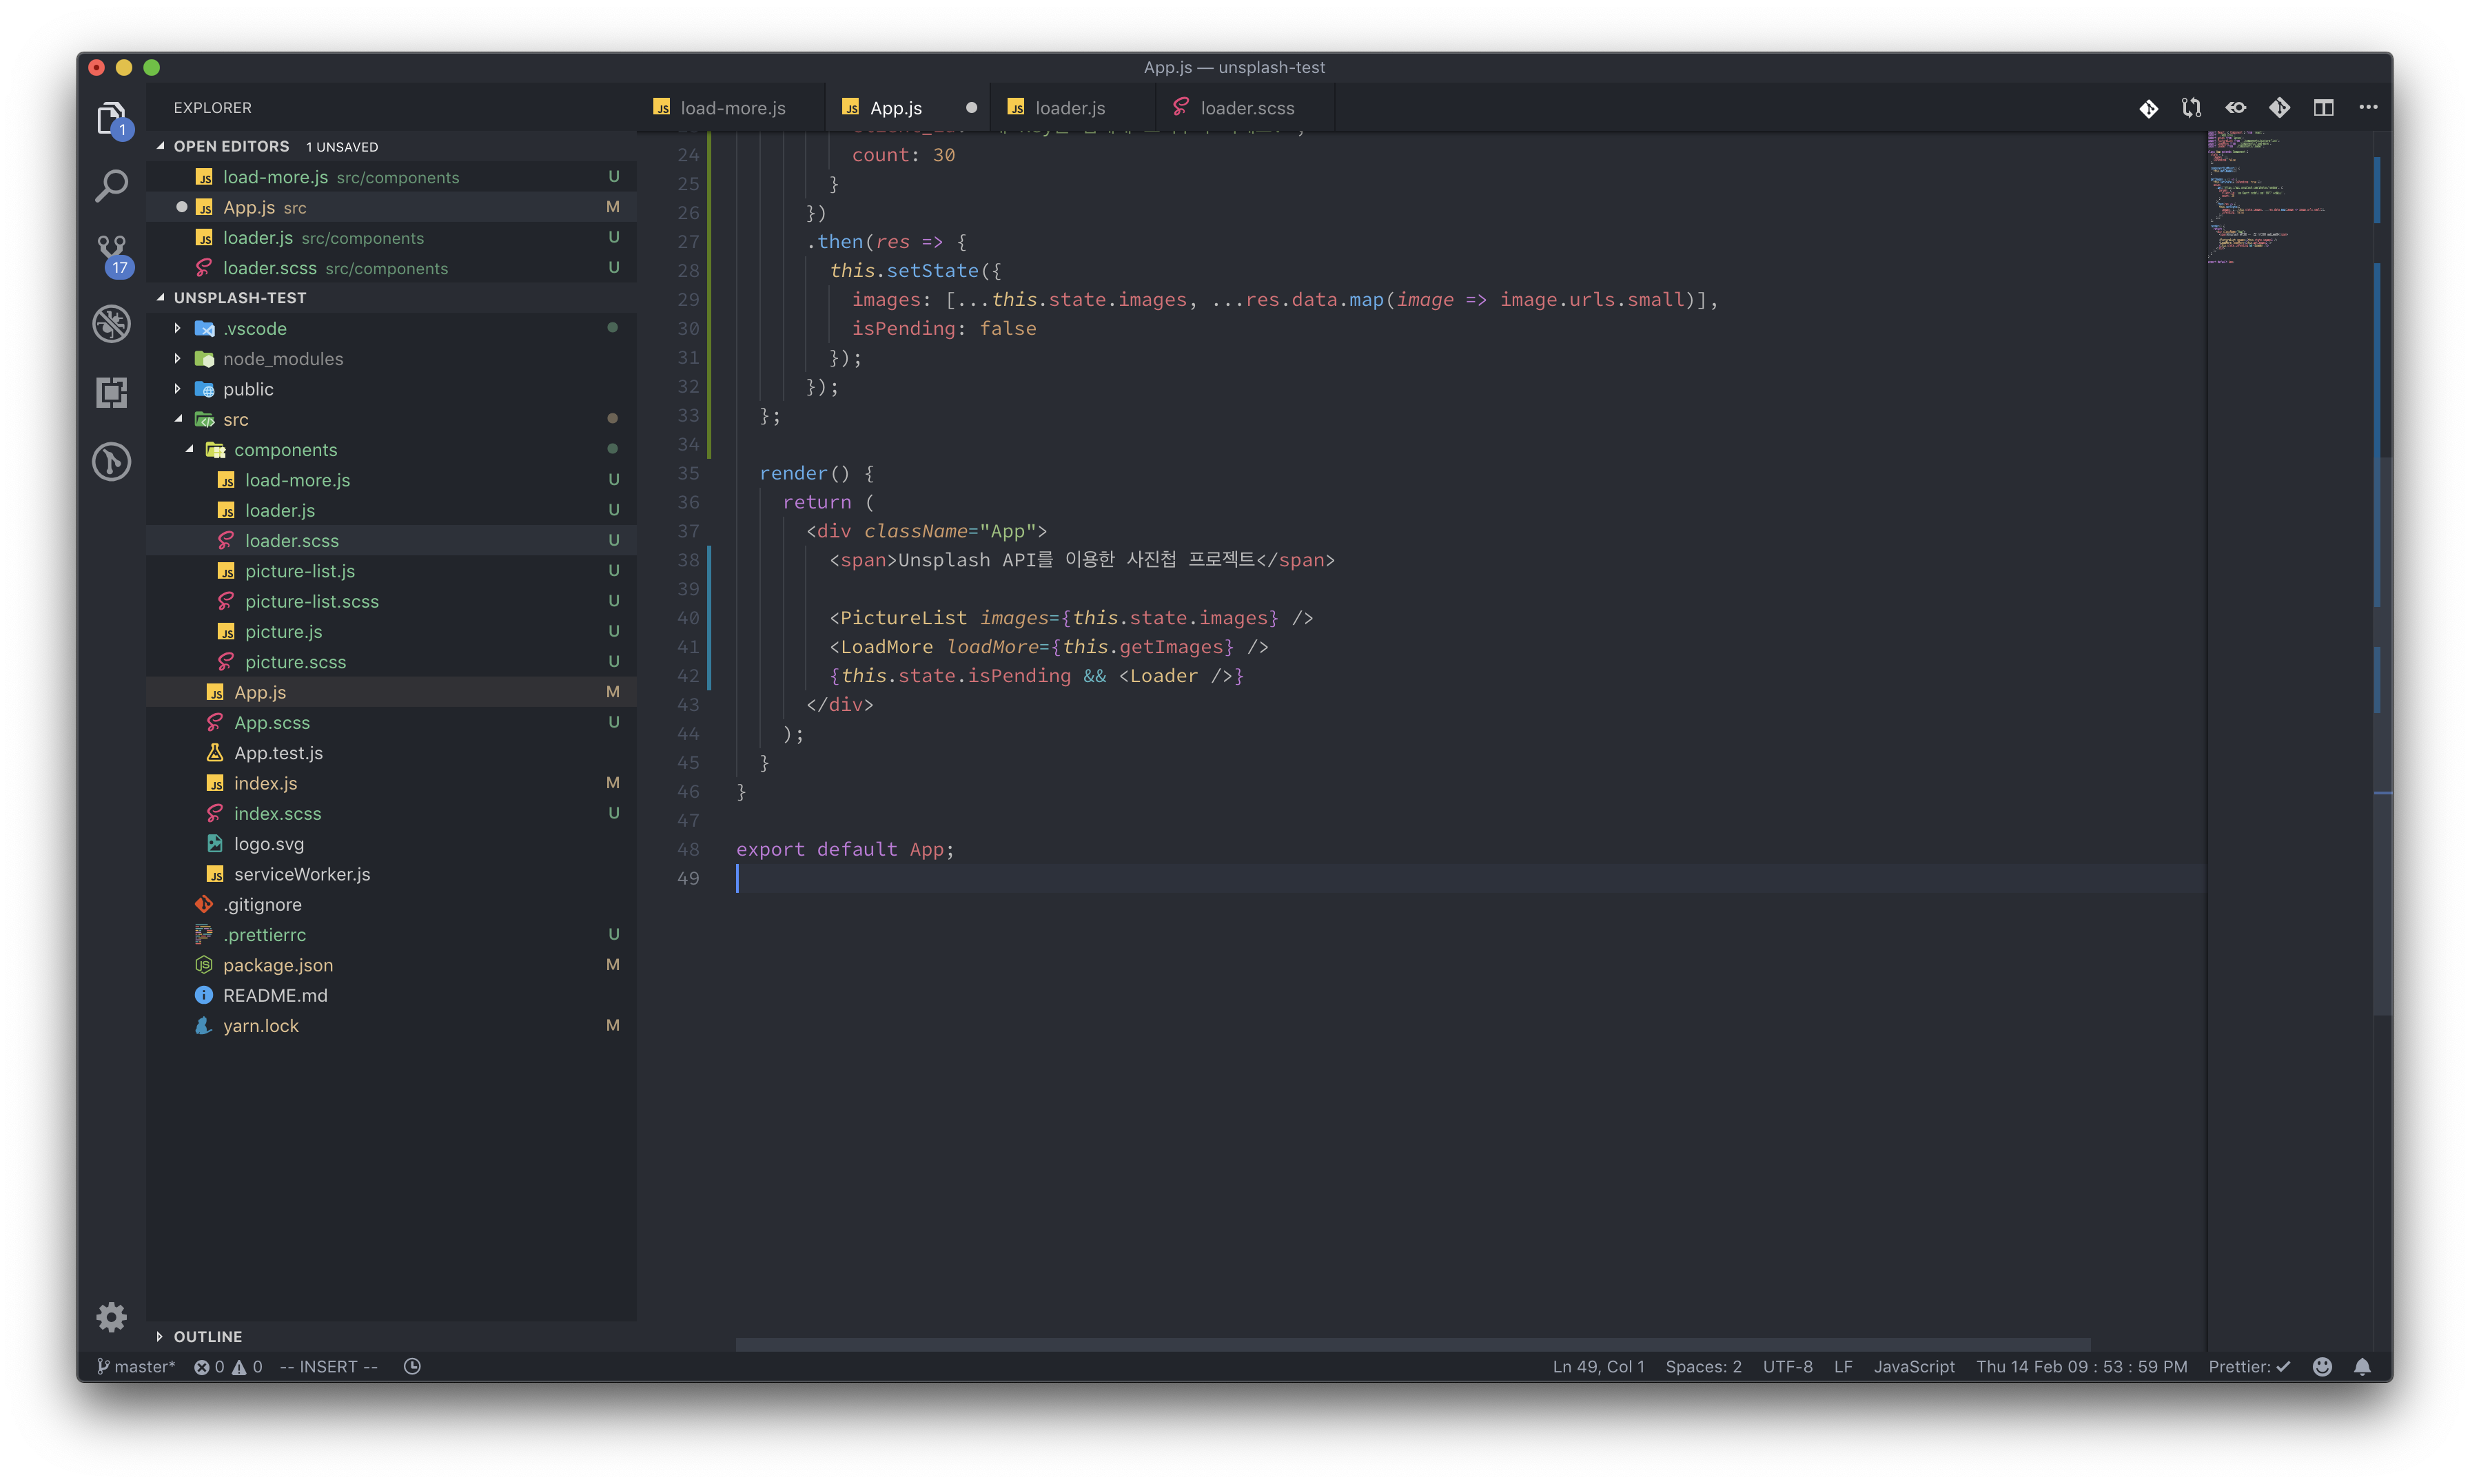 App.js — unsplash-test
EXPLORER
1
OPEN EDITORS 1 UNSAVED
load-more.js src/components U
App.js src M
loader.js src/components U
loader.scss src/components U
17
UNSPLASH-TEST
.vscode
node_modules
public
src
components
load-more.js U
loader.js U
loader.scss U
picture-list.js U
picture-list.scss U
picture.js U
picture.scss U
App.js M
App.scss U
App.test.js
index.js M
index.scss U
logo.svg
serviceWorker.js
.gitignore
.prettierrc U
package.json M
README.md
yarn.lock M
OUTLINE
load-more.js App.js loader.js loader.scss
24 count: 30
25 }
26 })
27 .then(res => {
28 this.setState({
29 images: [...this.state.images, ...res.data.map(image => image.urls.small)],
30 isPending: false
31 });
32 });
33 };
34
35 render() {
36 return (
37 <div className="App">
38 <span>Unsplash API를 이용한 사진첩 프로젝트</span>
39
40 <PictureList images={this.state.images} />
41 <LoadMore loadMore={this.getImages} />
42 {this.state.isPending && <Loader />}
43 </div>
44 );
45 }
46 }
47
48 export default App;
49
master* 0 0 -- INSERT -- Ln 49, Col 1 Spaces: 2 UTF-8 LF JavaScript Thu 14 Feb 09 : 53 : 59 PM Prettier: ✓